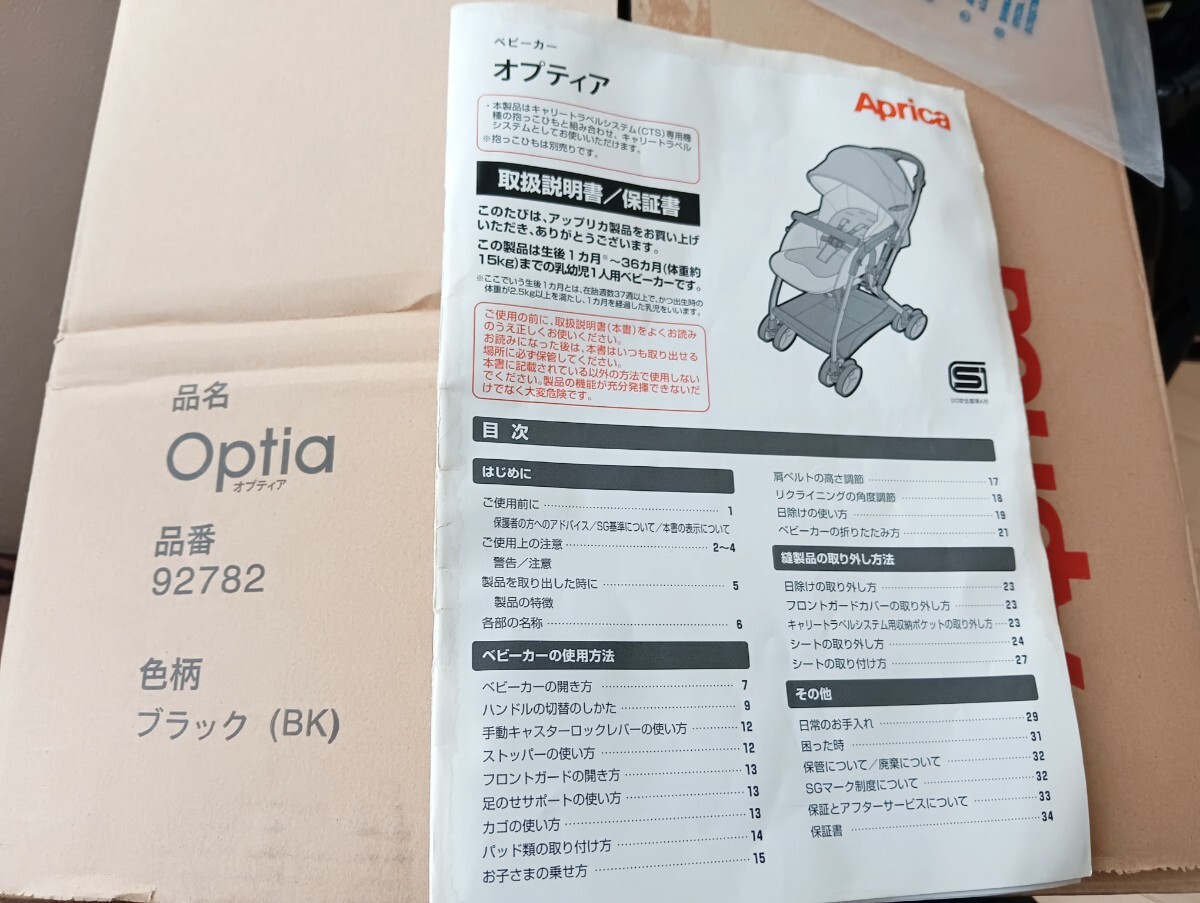 品名
Optia
オプティア
品番
92782
色柄
ブラック (BK)
ベビーカー
オプティア
Aprica
・本製品はキャリートラベルシステム(CTS)専用機
種の抱っこひもと組み合わせ、キャリートラベル
システムとしてお使いいただけます。
※抱っこひもは別売りです。
取扱説明書/保証書
このたびは、アップリカ製品をお買い上げ
いただき、ありがとうございます。
この製品は生後1カ月※〜36カ月(体重約
15kg)までの乳幼児1人用ベビーカーです。
※ここでいう生後1カ月とは、在胎週数37週以上で、かつ出生時の
体重が2.5kg以上を満たし、1カ月を経過した乳児をいいます。
ご使用の前に、取扱説明書(本書)をよくお読み
のうえ正しくお使いください。
お読みになった後は、本書はいつも取り出せる
場所に必ず保管してください。
本書に記載されている以外の方法で使用しない
でください。製品の機能が充分発揮できないだ
けでなく大変危険です。
目 次
はじめに
ご使用前に 1
保護者の方へのアドバイス/SG基準について/本書の表示について
ご使用上の注意 2〜4
警告/注意
製品を取り出した時に 5
製品の特徴
各部の名称 6
ベビーカーの使用方法
ベビーカーの開き方 7
ハンドルの切替のしかた 9
手動キャスターロックレバーの使い方 12
ストッパーの使い方 12
フロントガードの開き方 13
足のせサポートの使い方 13
カゴの使い方 13
パッド類の取り付け方 14
お子さまの乗せ方 15
肩ベルトの高さ調節 17
リクライニングの角度調節 18
日除けの使い方 19
ベビーカーの折りたたみ方 21
縫製品の取り外し方法
日除けの取り外し方 23
フロントガードカバーの取り外し方 23
キャリートラベルシステム用収納ポケットの取り外し方 23
シートの取り外し方 24
シートの取り付け方 27
その他
日常のお手入れ 29
困った時 31
保管について/廃棄について 32
SGマーク制度について 32
保証とアフターサービスについて 33
保証書 34